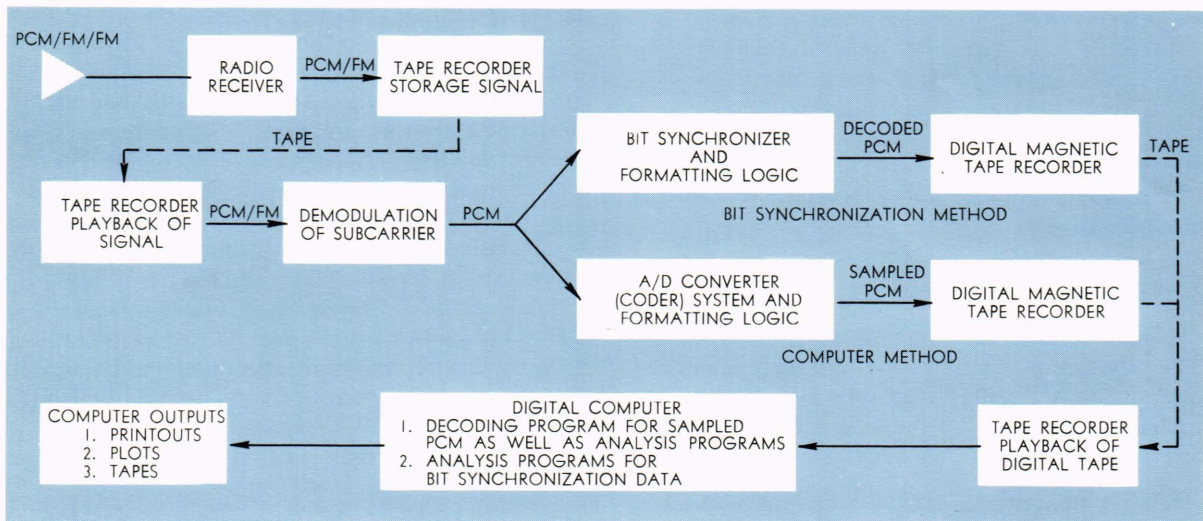 PCM/FM/FM
RADIO
RECEIVER
PCM/FM
TAPE RECORDER
STORAGE SIGNAL
TAPE
TAPE RECORDER
PLAYBACK OF
SIGNAL
PCM/FM
DEMODULATION
OF SUBCARRIER
PCM
BIT SYNCHRONIZER
AND
FORMATTING LOGIC
DECODED
PCM
DIGITAL MAGNETIC
TAPE RECORDER
TAPE
BIT SYNCHRONIZATION METHOD
A/D CONVERTER
(CODER) SYSTEM AND
FORMATTING LOGIC
SAMPLED
PCM
DIGITAL MAGNETIC
TAPE RECORDER
COMPUTER METHOD
TAPE RECORDER
PLAYBACK OF
DIGITAL TAPE
DIGITAL COMPUTER
1. DECODING PROGRAM FOR SAMPLED
PCM AS WELL AS ANALYSIS PROGRAMS
2. ANALYSIS PROGRAMS FOR
BIT SYNCHRONIZATION DATA
COMPUTER OUTPUTS
1. PRINTOUTS
2. PLOTS
3. TAPES